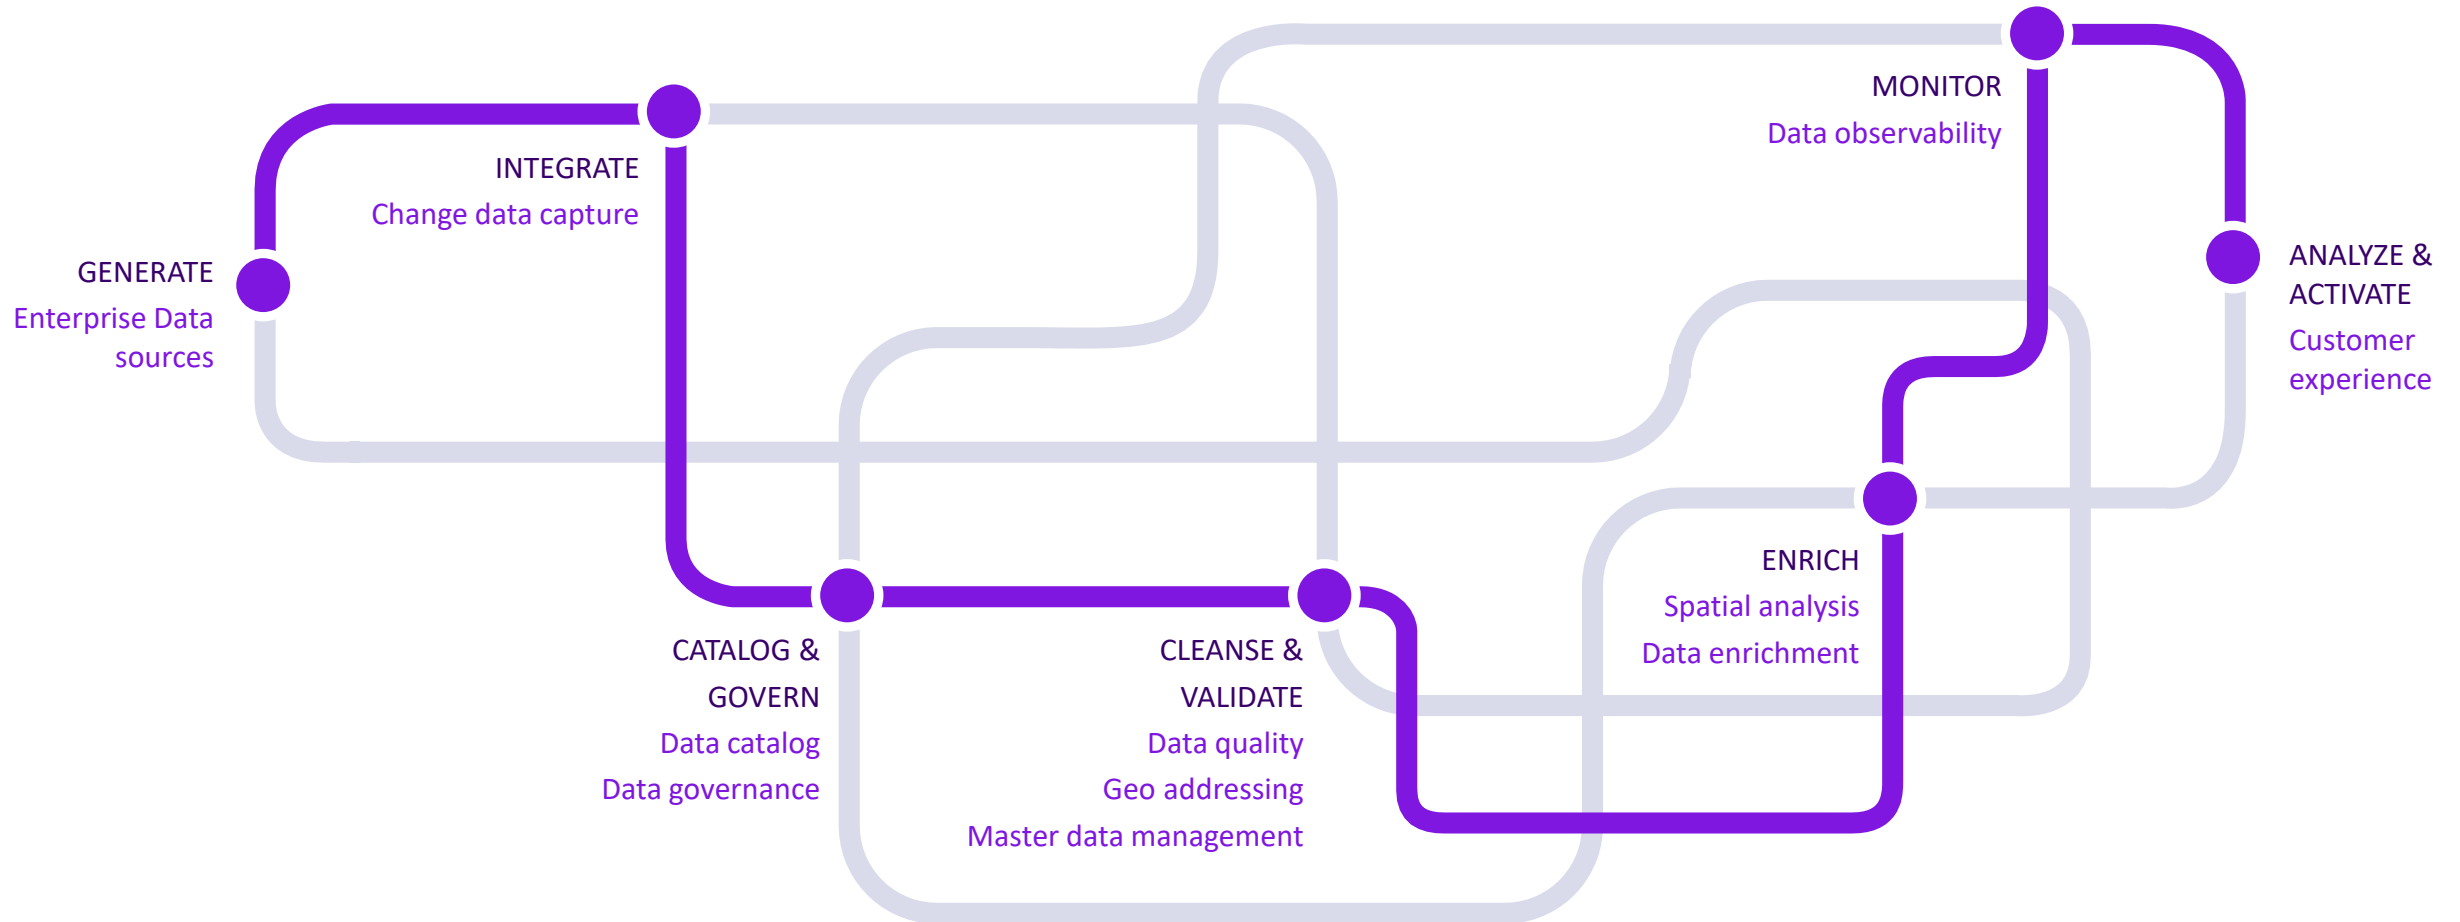 GENERATE
Enterprise Data
sources
INTEGRATE
Change data capture
CATALOG &
GOVERN
Data catalog
Data governance
CLEANSE &
VALIDATE
Data quality
Geo addressing
Master data management
ENRICH
Spatial analysis
Data enrichment
MONITOR
Data observability
ANALYZE &
ACTIVATE
Customer
experience